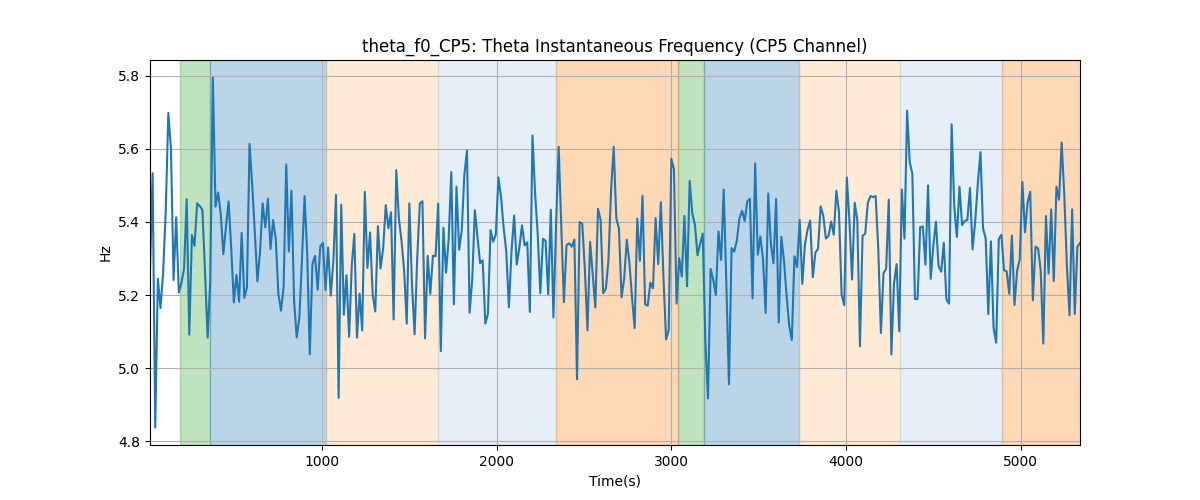 theta_f0_CP5: Theta Instantaneous Frequency (CP5 Channel)
5.8
5.6
5.4
5.2
5.0
4.8
Hz
1000 2000 3000 4000 5000
Time(s)